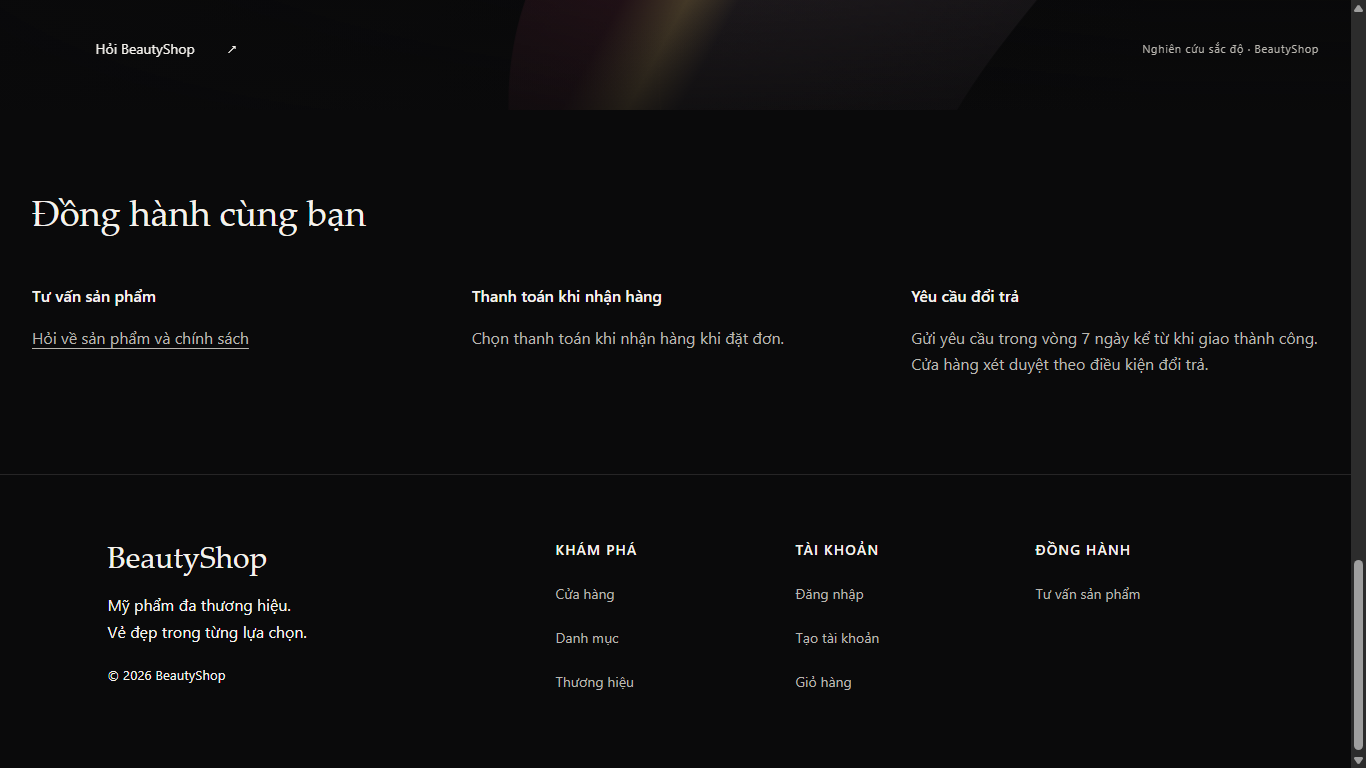 Hỏi BeautyShop ↗
Nghiên cứu sắc độ · BeautyShop
Đồng hành cùng bạn
Tư vấn sản phẩm
Hỏi về sản phẩm và chính sách
Thanh toán khi nhận hàng
Chọn thanh toán khi nhận hàng khi đặt đơn.
Yêu cầu đổi trả
Gửi yêu cầu trong vòng 7 ngày kể từ khi giao thành công.
Cửa hàng xét duyệt theo điều kiện đổi trả.
BeautyShop
Mỹ phẩm đa thương hiệu.
Vẻ đẹp trong từng lựa chọn.
© 2026 BeautyShop
KHÁM PHÁ
Cửa hàng
Danh mục
Thương hiệu
TÀI KHOẢN
Đăng nhập
Tạo tài khoản
Giỏ hàng
ĐỒNG HÀNH
Tư vấn sản phẩm